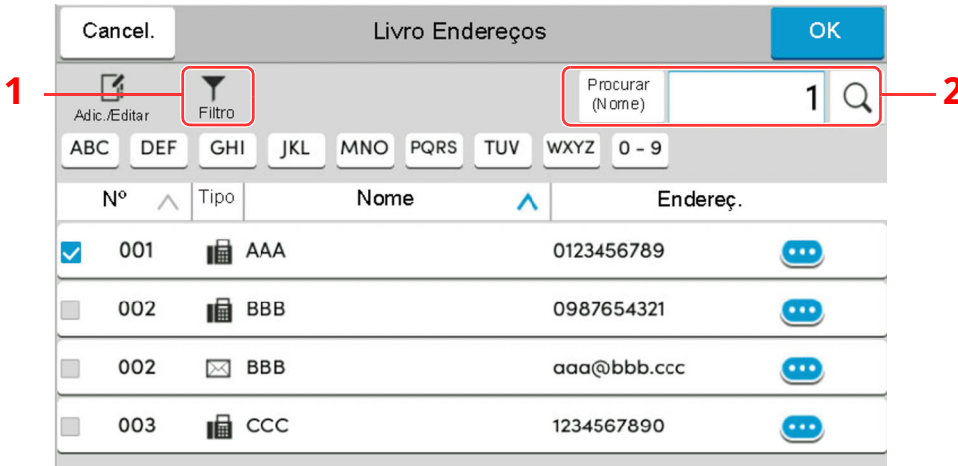 Cancel. Livro Endereços OK
1 Adic./Editar Filtro Procurar (Nome) 1 2
ABC DEF GHI JKL MNO PQRS TUV WXYZ 0 - 9
Nº Tipo Nome Endereç.
001 AAA 0123456789
002 BBB 0987654321
002 BBB aaa@bbb.ccc
003 CCC 1234567890